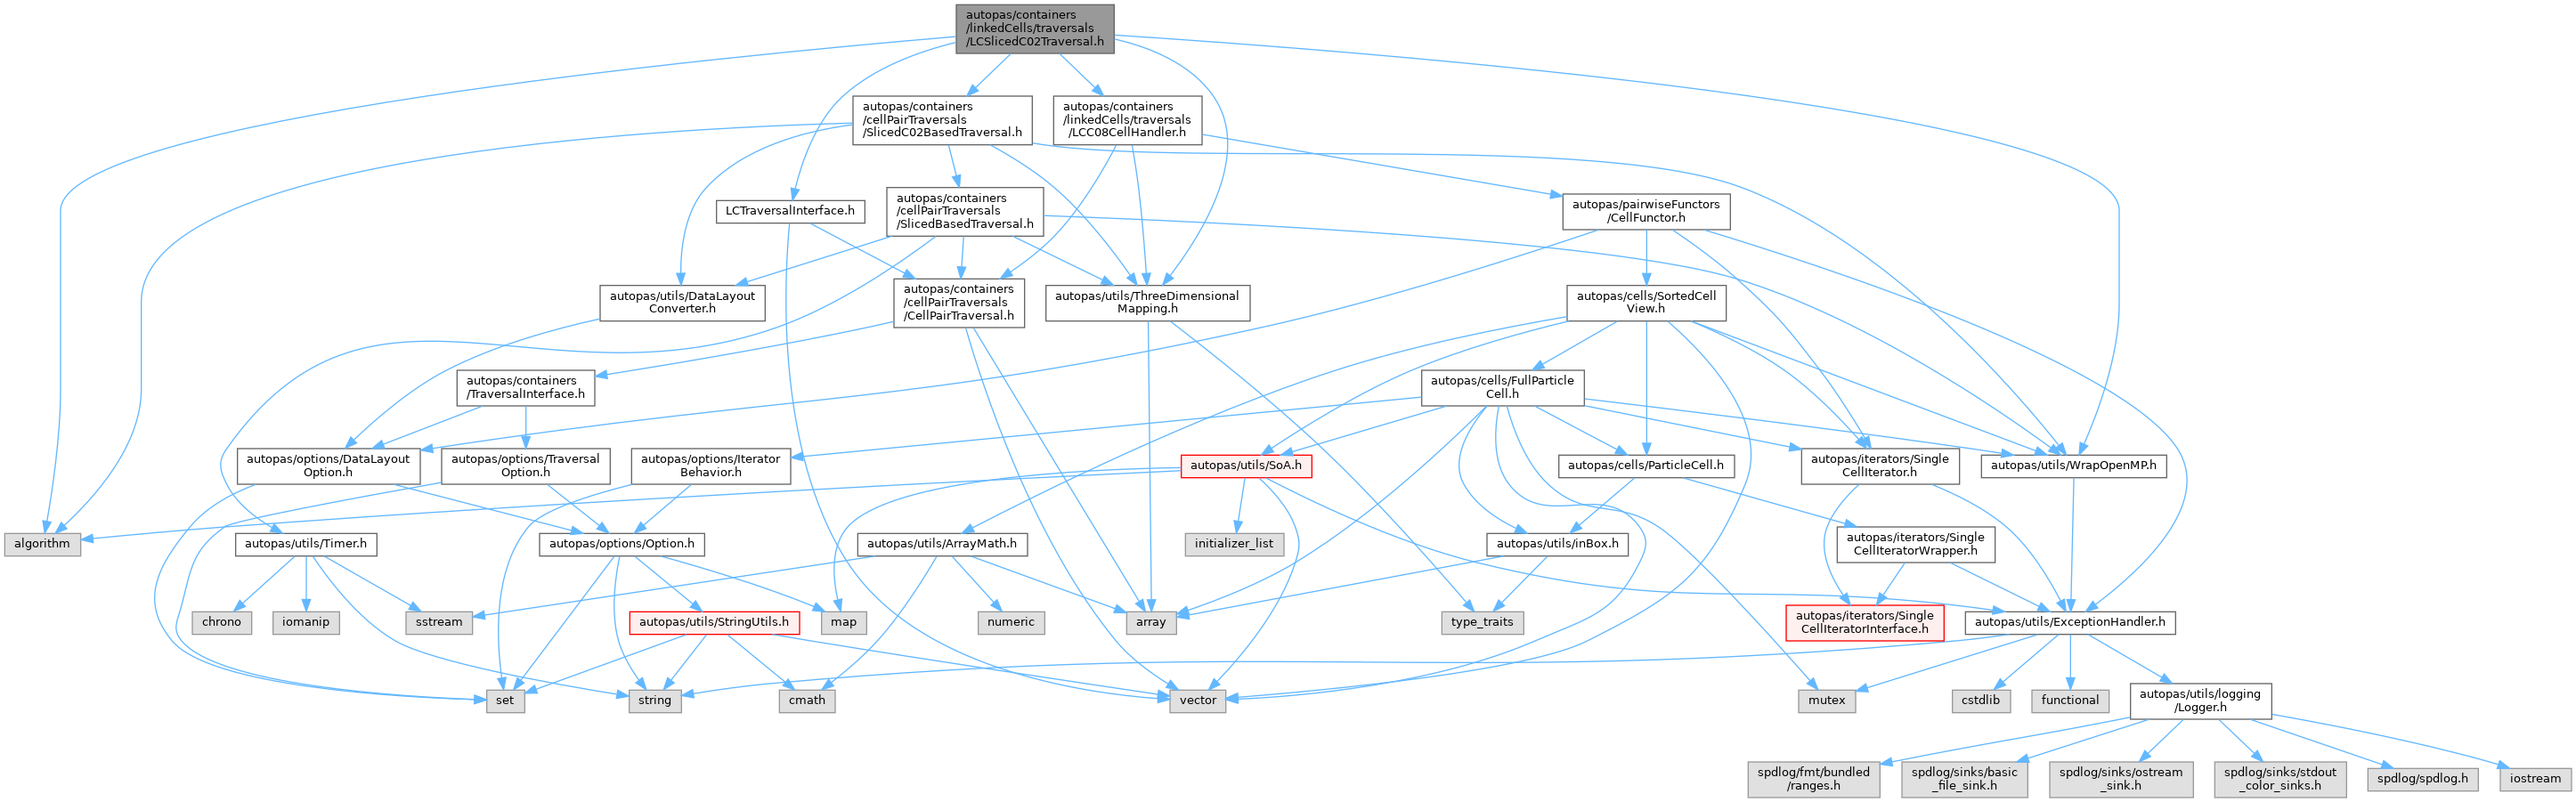 autopas/containers
/linkedCells/traversals
/LCSlicedC02Traversal.h
autopas/containers
/cellPairTraversals
/SlicedC02BasedTraversal.h
autopas/containers
/linkedCells/traversals
/LCC08CellHandler.h
LCTraversalInterface.h
autopas/containers
/cellPairTraversals
/SlicedBasedTraversal.h
autopas/pairwiseFunctors
/CellFunctor.h
autopas/utils/DataLayout
Converter.h
autopas/containers
/cellPairTraversals
/CellPairTraversal.h
autopas/utils/ThreeDimensional
Mapping.h
autopas/cells/SortedCell
View.h
autopas/containers
/TraversalInterface.h
autopas/cells/FullParticle
Cell.h
autopas/options/DataLayout
Option.h
autopas/options/Traversal
Option.h
autopas/options/Iterator
Behavior.h
autopas/utils/SoA.h
autopas/cells/ParticleCell.h
autopas/iterators/Single
CellIterator.h
autopas/utils/WrapOpenMP.h
algorithm
autopas/utils/Timer.h
autopas/options/Option.h
autopas/utils/ArrayMath.h
initializer_list
autopas/utils/inBox.h
autopas/iterators/Single
CellIteratorWrapper.h
chrono
iomanip
sstream
autopas/utils/StringUtils.h
map
numeric
array
type_traits
autopas/iterators/Single
CellIteratorInterface.h
autopas/utils/ExceptionHandler.h
set
string
cmath
vector
mutex
cstdlib
functional
autopas/utils/logging
/Logger.h
spdlog/fmt/bundled
/ranges.h
spdlog/sinks/basic
_file_sink.h
spdlog/sinks/ostream
_sink.h
spdlog/sinks/stdout
_color_sinks.h
spdlog/spdlog.h
iostream